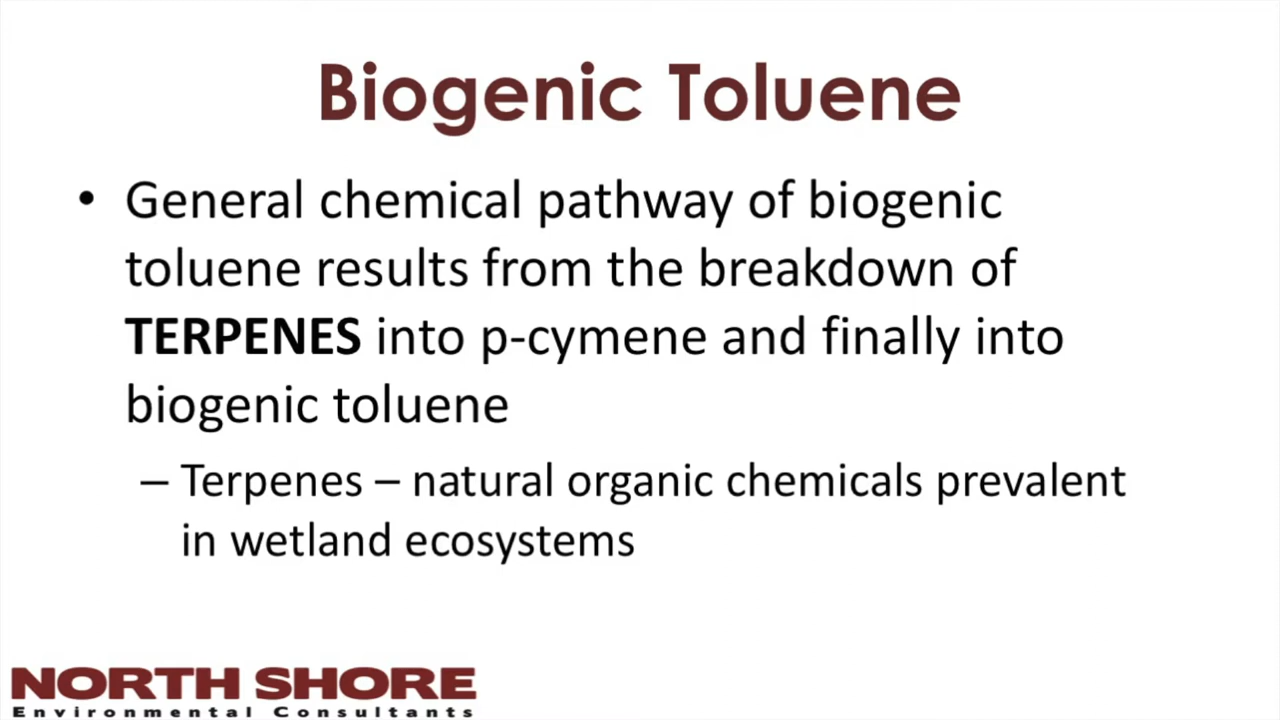 Biogenic Toluene
• General chemical pathway of biogenic
toluene results from the breakdown of
TERPENES into p-cymene and finally into
biogenic toluene
– Terpenes – natural organic chemicals prevalent
in wetland ecosystems
NORTH SHORE
Environmental Consultants